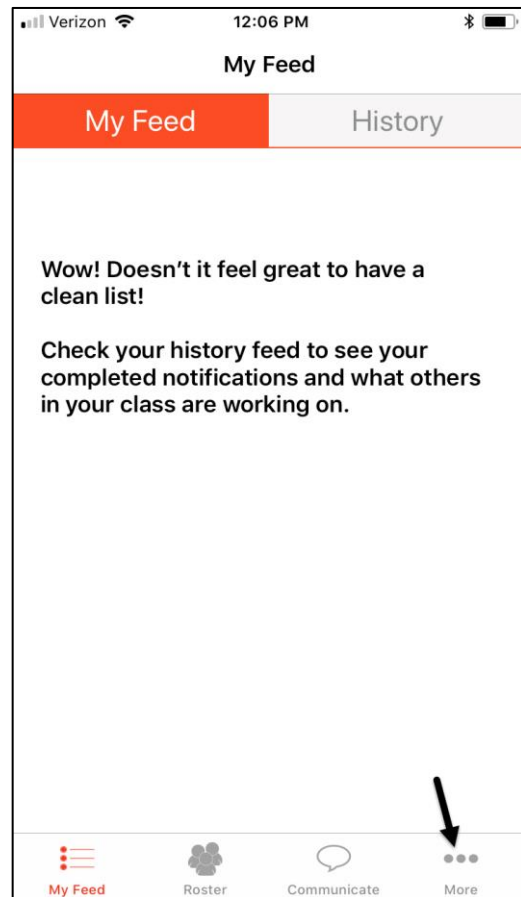 Verizon 12:06 PM
My Feed
My Feed History
Wow! Doesn't it feel great to have a
clean list!
Check your history feed to see your
completed notifications and what others
in your class are working on.
My Feed Roster Communicate More